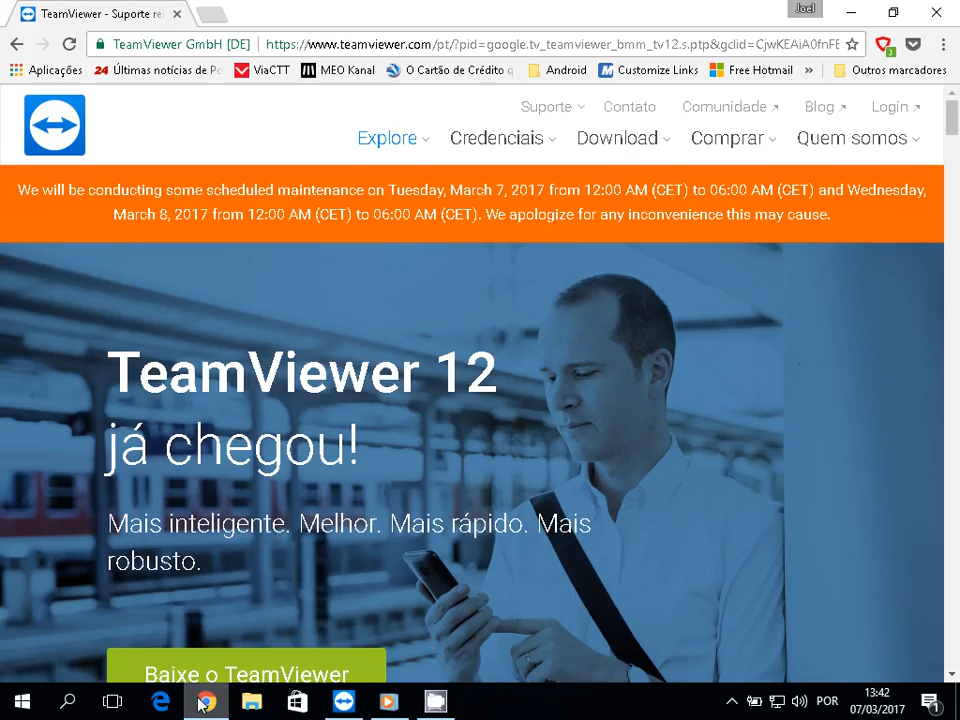 TeamViewer - Suporte re
Joel
TeamViewer GmbH [DE]
https://www.teamviewer.com/pt/?pid=google.tv_teamviewer_bmm_tv12.s.ptp&gclid=CjwKEAiA0fnFE
Aplicações
24 Últimas notícias de Po
ViaCTT
MEO Kanal
O Cartão de Crédito q
Android
Customize Links
Free Hotmail
»
Outros marcadores
Suporte
Contato
Comunidade
Blog
Login
Explore
Credenciais
Download
Comprar
Quem somos
We will be conducting some scheduled maintenance on Tuesday, March 7, 2017 from 12:00 AM (CET) to 06:00 AM (CET) and Wednesday,
March 8, 2017 from 12:00 AM (CET) to 06:00 AM (CET). We apologize for any inconvenience this may cause.
TeamViewer 12
já chegou!
Mais inteligente. Melhor. Mais rápido. Mais
robusto.
Baixe o TeamViewer
POR
13:42
07/03/2017
1